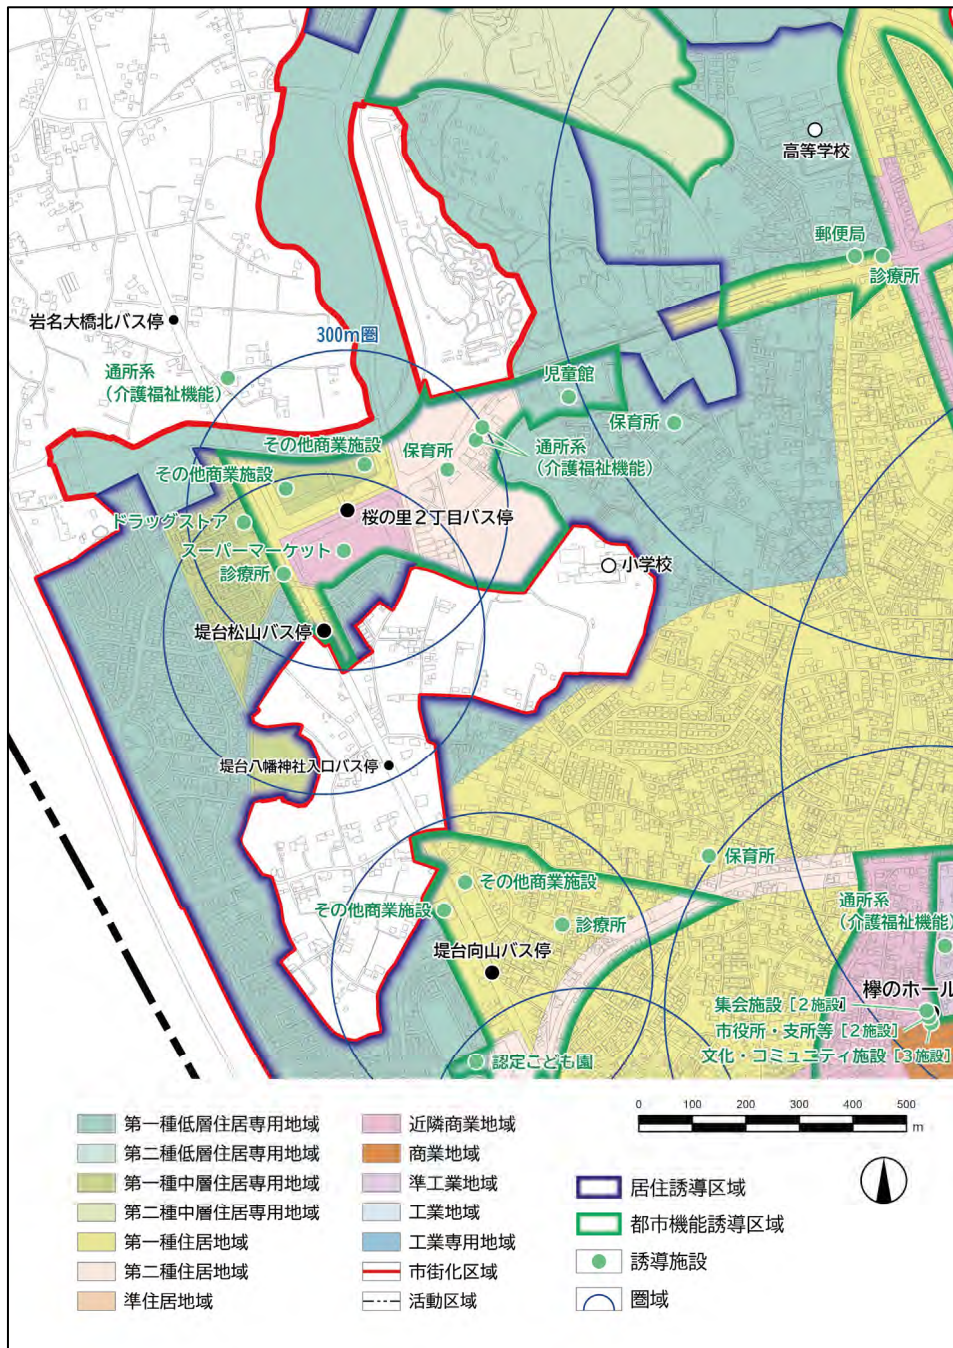 高等学校
郵便局
診療所
岩名大橋北バス停
300m圏
通所系
(介護福祉機能)
児童館
保育所
その他商業施設
保育所
通所系
(介護福祉機能)
その他商業施設
桜の里2丁目バス停
ドラッグストア
スーパーマーケット
診療所
小学校
堤台松山バス停
堤台八幡神社入口バス停
保育所
その他商業施設
その他商業施設
診療所
通所系
(介護福祉機能)
堤台向山バス停
欅のホール
集会施設[2施設]
市役所・支所等[2施設]
文化・コミュニティ施設[3施設]
認定こども園
第一種低層住居専用地域
第二種低層住居専用地域
第一種中層住居専用地域
第二種中層住居専用地域
第一種住居地域
第二種住居地域
準住居地域
近隣商業地域
商業地域
準工業地域
工業地域
工業専用地域
市街化区域
活動区域
0 100 200 300 400 500
m
居住誘導区域
都市機能誘導区域
誘導施設
圏域